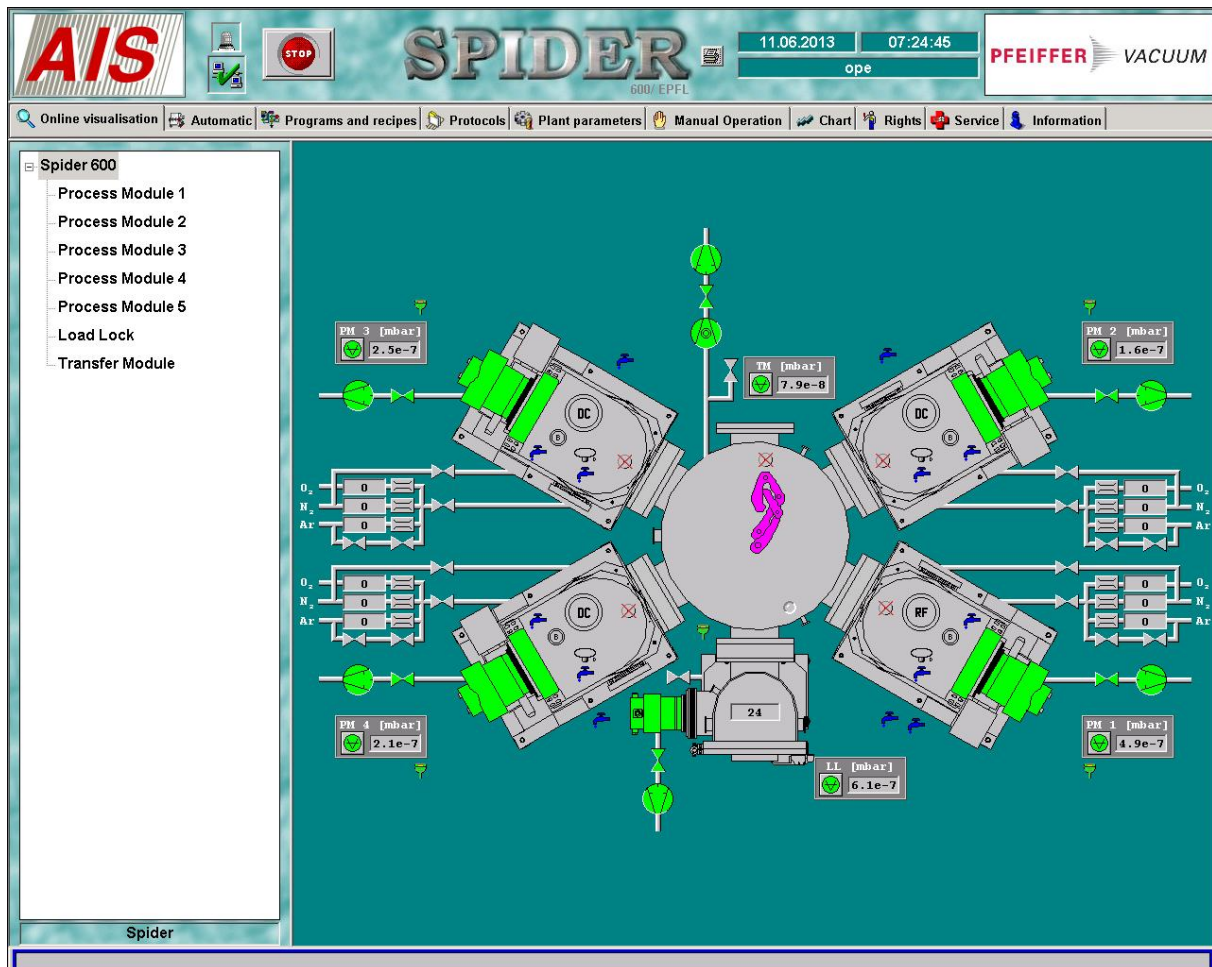 AIS
STOP
SPIDER
600/ EPFL
11.06.2013 07:24:45
ope
PFEIFFER VACUUM
Online visualisation Automatic Programs and recipes Protocols Plant parameters Manual Operation Chart Rights Service Information
Spider 600
Process Module 1
Process Module 2
Process Module 3
Process Module 4
Process Module 5
Load Lock
Transfer Module
Spider
PM 3 [mbar]
2.5e-7
PM 2 [mbar]
1.6e-7
TM [mbar]
7.9e-8
DC
B
DC
B
O₂ 0
N₂ 0
Ar 0
0 O₂
0 N₂
0 Ar
O₂ 0
N₂ 0
Ar 0
0 O₂
0 N₂
0 Ar
DC
B
RF
B
24
PM 4 [mbar]
2.1e-7
PM 1 [mbar]
4.9e-7
LL [mbar]
6.1e-7